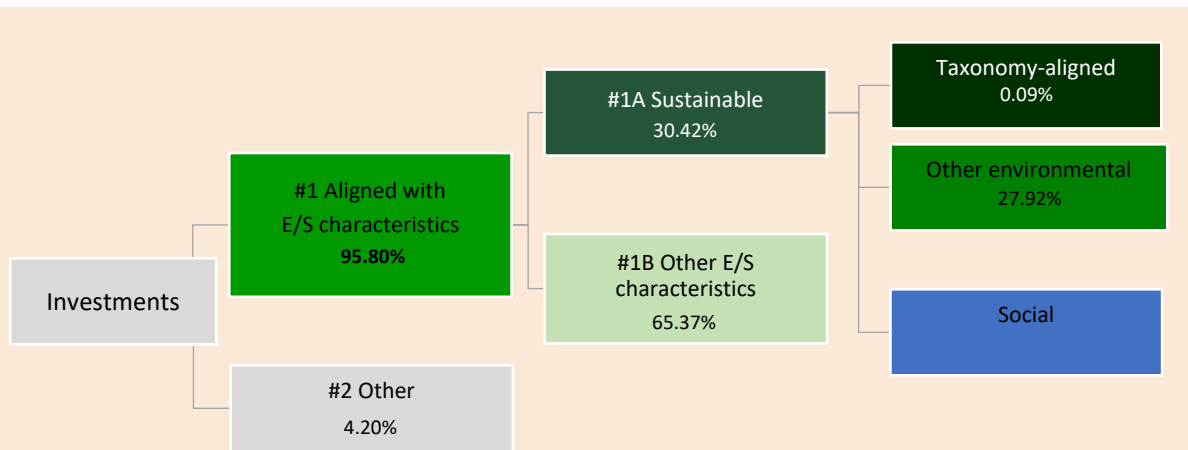 Investments
#1 Aligned with
E/S characteristics
95.80%
#2 Other
4.20%
#1A Sustainable
30.42%
#1B Other E/S
characteristics
65.37%
Taxonomy-aligned
0.09%
Other environmental
27.92%
Social